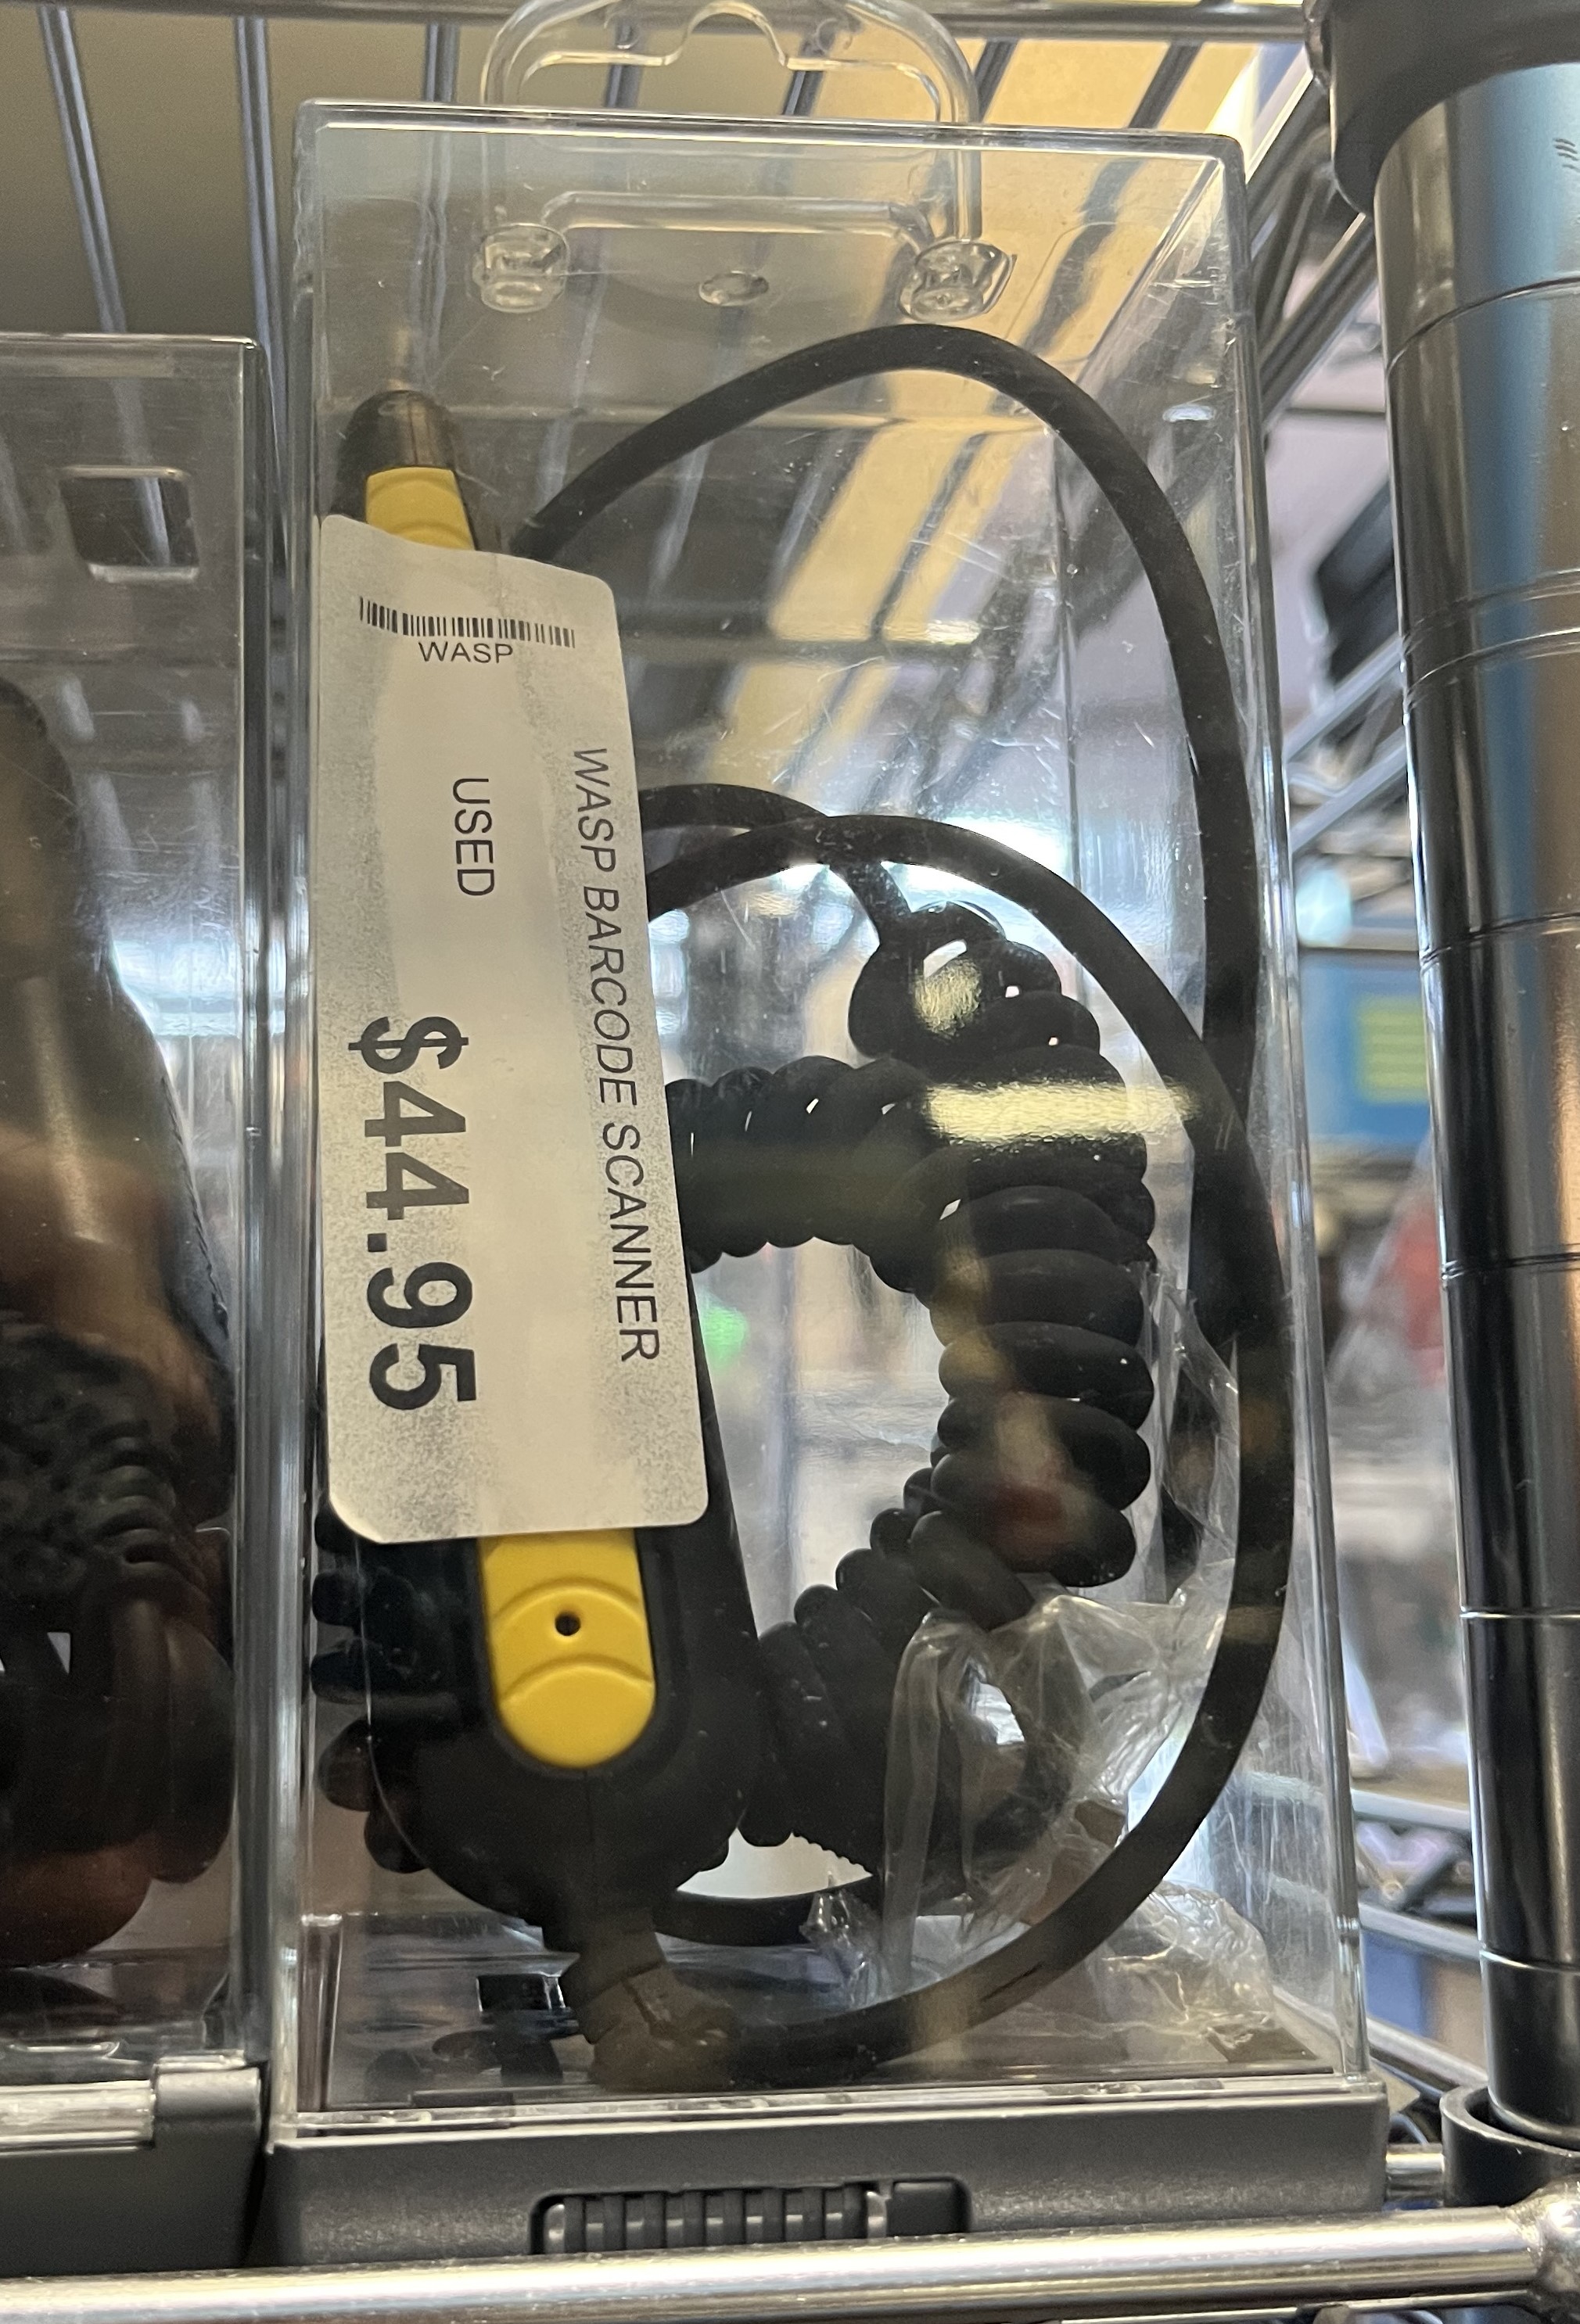 WASP
WASP BARCODE SCANNER
USED
$44.95